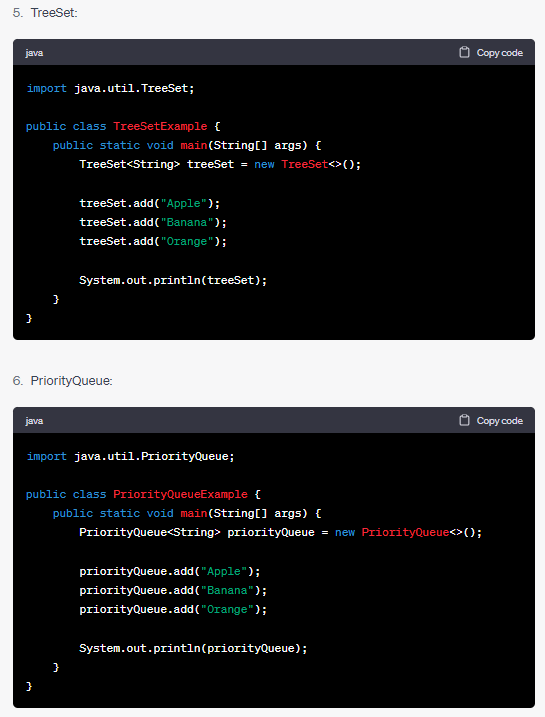 5. TreeSet:
java Copy code
import java.util.TreeSet;
public class TreeSetExample {
public static void main(String[] args) {
TreeSet<String> treeSet = new TreeSet<>();
treeSet.add("Apple");
treeSet.add("Banana");
treeSet.add("Orange");
System.out.println(treeSet);
}
}
6. PriorityQueue:
java Copy code
import java.util.PriorityQueue;
public class PriorityQueueExample {
public static void main(String[] args) {
PriorityQueue<String> priorityQueue = new PriorityQueue<>();
priorityQueue.add("Apple");
priorityQueue.add("Banana");
priorityQueue.add("Orange");
System.out.println(priorityQueue);
}
}